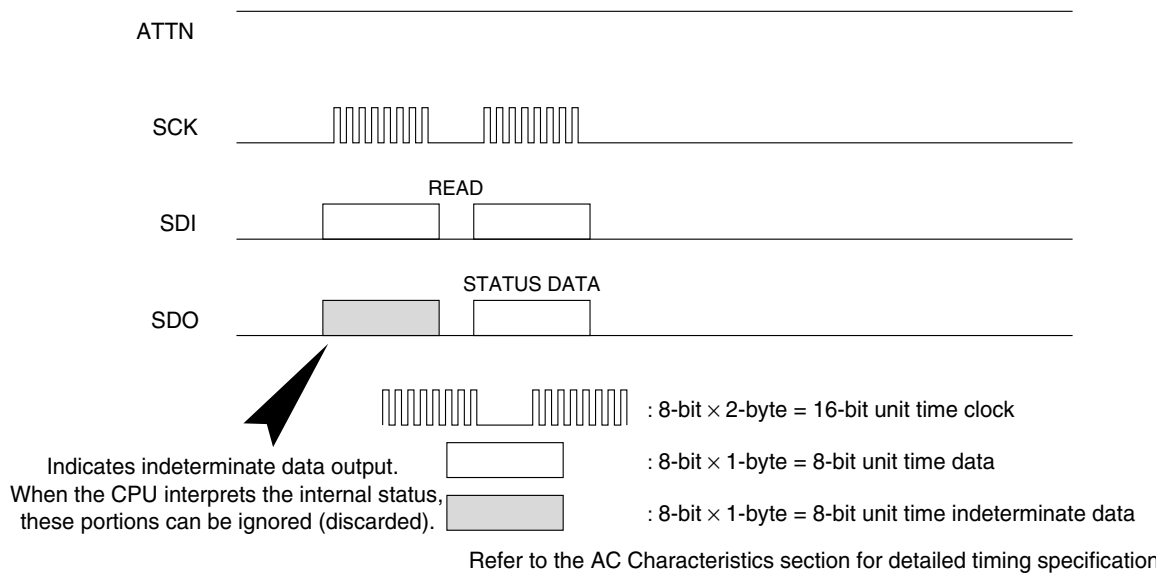 ATTN
SCK
READ
SDI
STATUS DATA
SDO
: 8-bit × 2-byte = 16-bit unit time clock
: 8-bit × 1-byte = 8-bit unit time data
: 8-bit × 1-byte = 8-bit unit time indeterminate data
Indicates indeterminate data output.
When the CPU interprets the internal status,
these portions can be ignored (discarded).
Refer to the AC Characteristics section for detailed timing specification